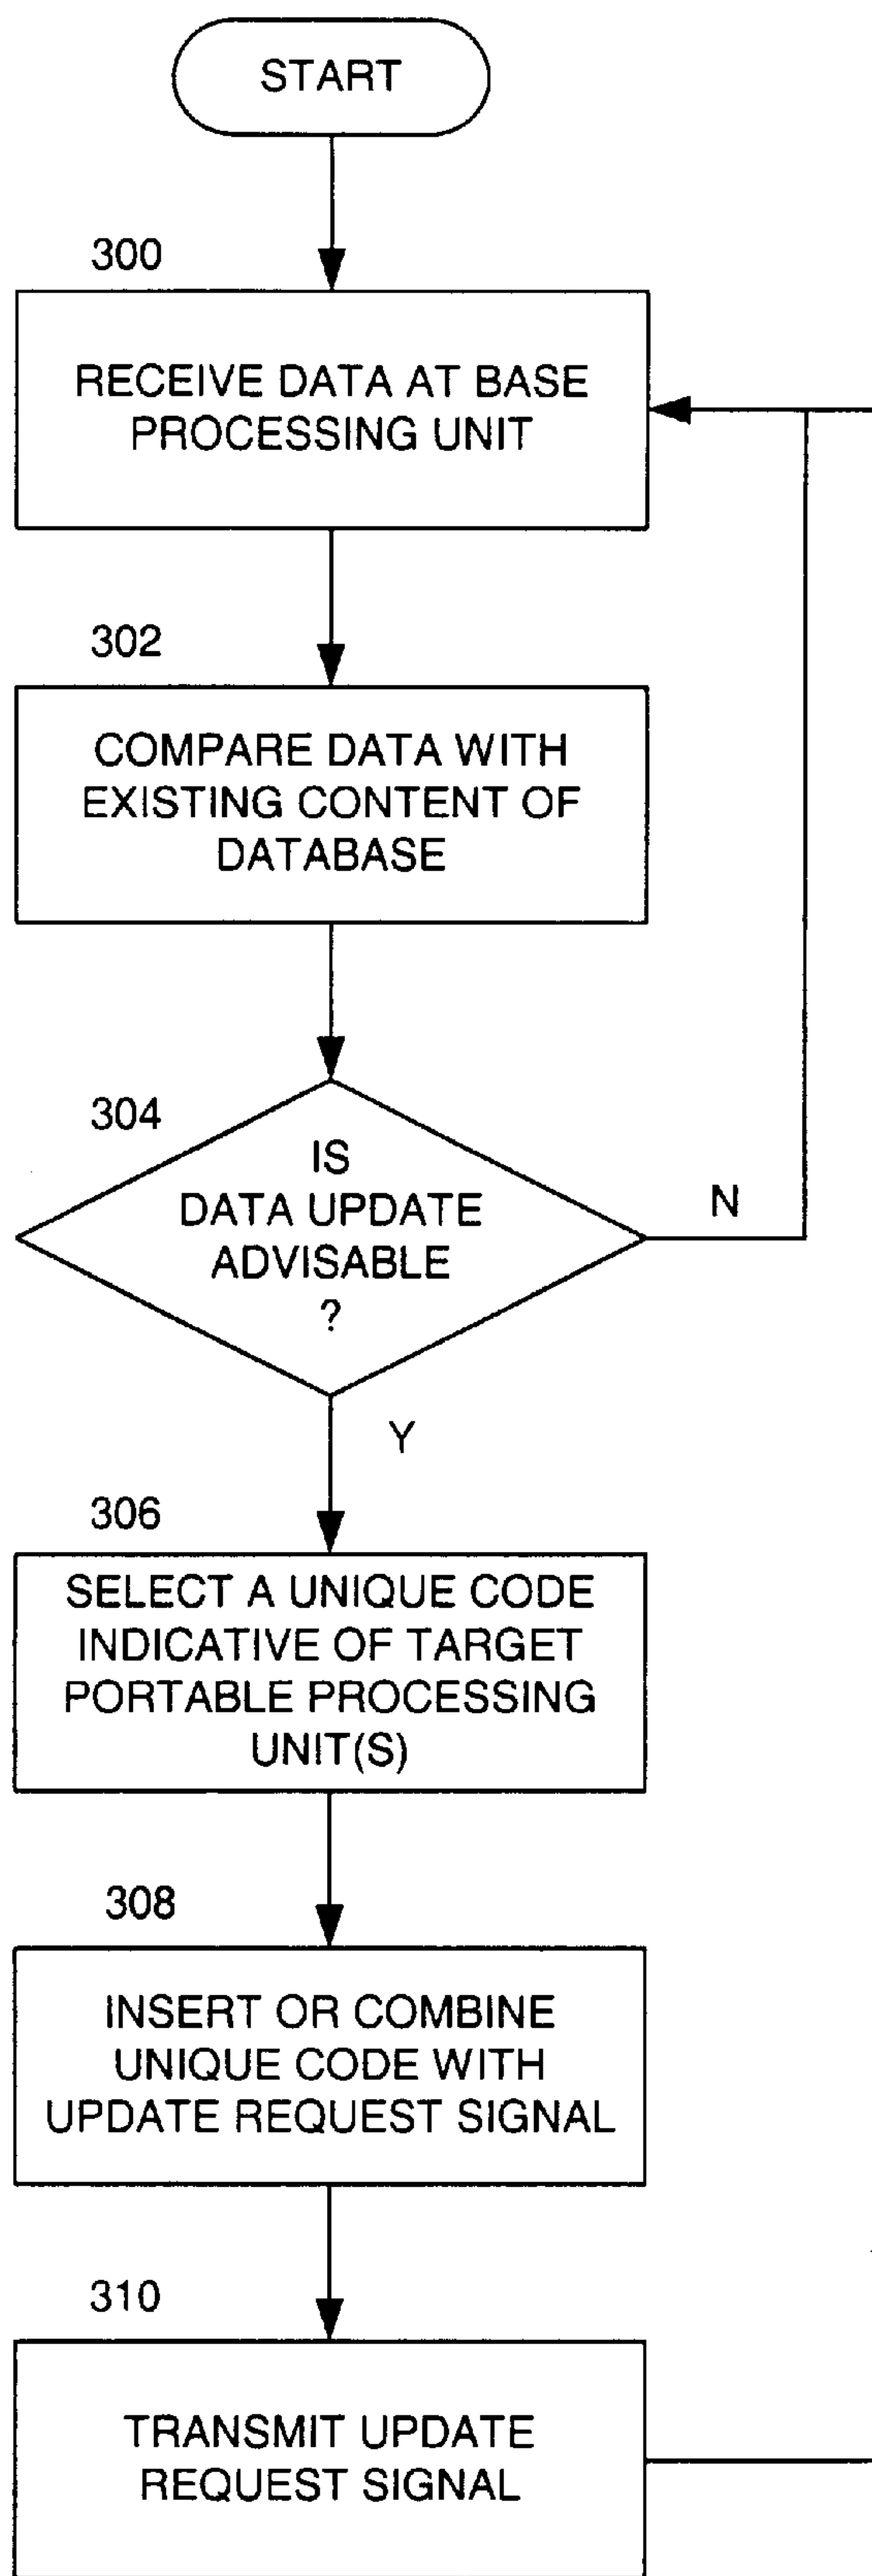 START
300
RECEIVE DATA AT BASE
PROCESSING UNIT
302
COMPARE DATA WITH
EXISTING CONTENT OF
DATABASE
304
IS
DATA UPDATE
ADVISABLE
?
N
Y
306
SELECT A UNIQUE CODE
INDICATIVE OF TARGET
PORTABLE PROCESSING
UNIT(S)
308
INSERT OR COMBINE
UNIQUE CODE WITH
UPDATE REQUEST SIGNAL
310
TRANSMIT UPDATE
REQUEST SIGNAL